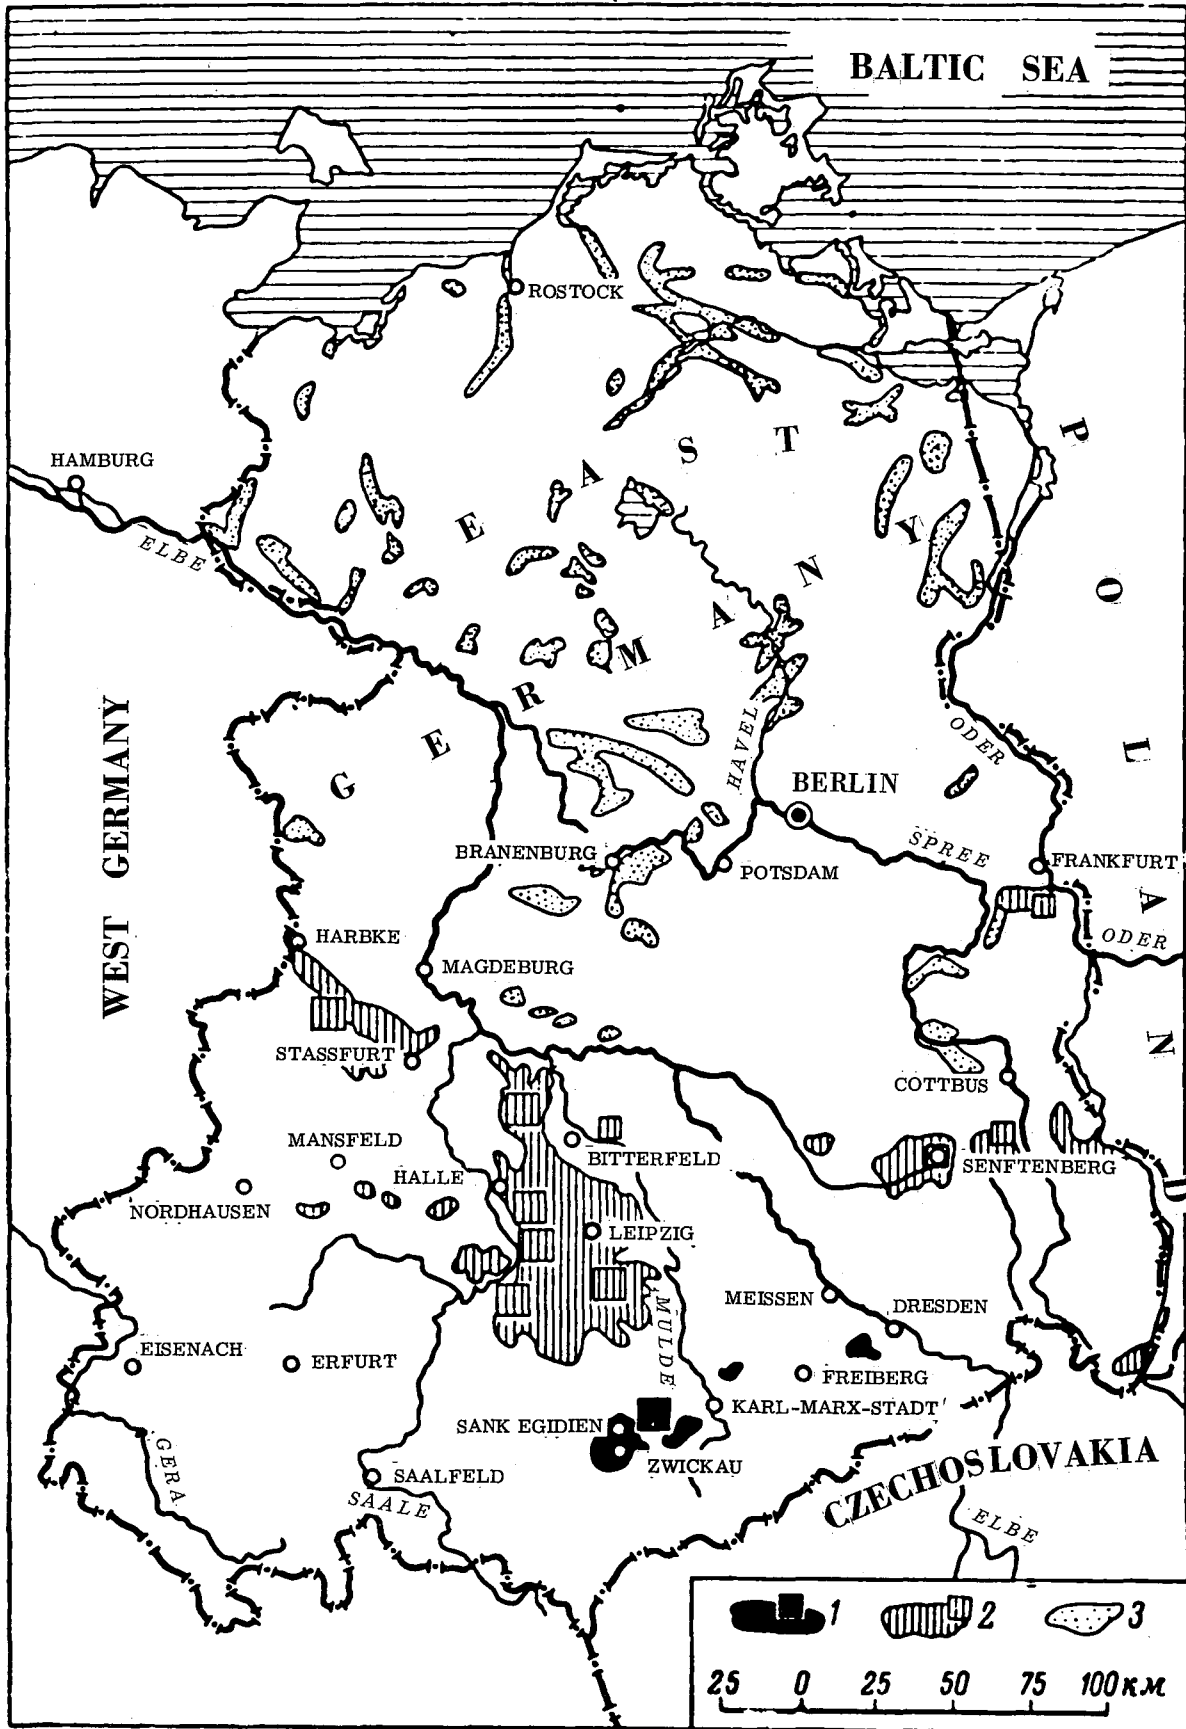 BALTIC SEA
ROSTOCK
HAMBURG
ELBE
EAST
GERMANY
POLAND
WEST GERMANY
HAVEL
ODER
BERLIN
SPREE
BRANENBURG
POTSDAM
FRANKFURT
ODER
HARBKE
MAGDEBURG
STASSFURT
COTTBUS
MANSFELD
BITTERFELD
SENFTENBERG
HALLE
NORDHAUSEN
LEIPZIG
MULDE
MEISSEN
DRESDEN
EISENACH
ERFURT
FREIBERG
KARL-MARX-STADT
SANK EGIDIEN
ZWICKAU
GERA
SAALFELD
SAALE
CZECHOSLOVAKIA
ELBE
1 2 3
25 0 25 50 75 100 км